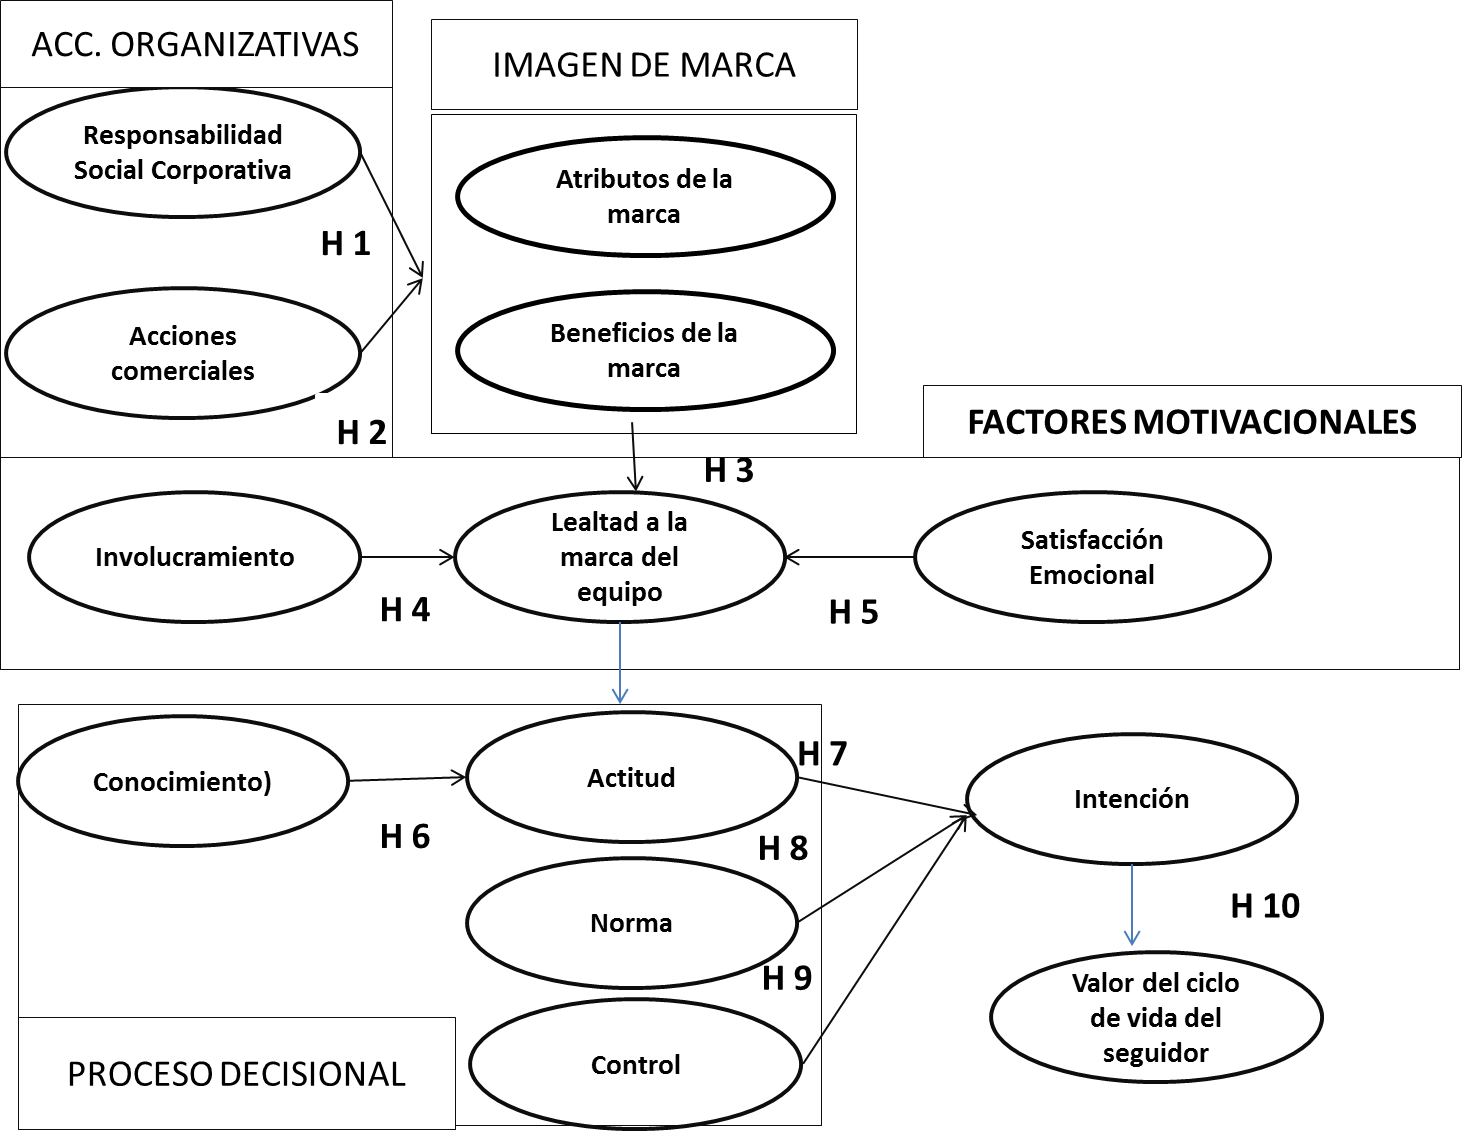 ACC. ORGANIZATIVAS
IMAGEN DE MARCA
Responsabilidad
Social Corporativa
Atributos de la
marca
H 1
Acciones
comerciales
Beneficios de la
marca
H 2
FACTORES MOTIVACIONALES
H 3
Involucramiento
Lealtad a la
marca del
equipo
Satisfacción
Emocional
H 4
H 5
Conocimiento)
Actitud
H 7
Intención
H 6
H 8
Norma
H 10
H 9
Control
Valor del ciclo
de vida del
seguidor
PROCESO DECISIONAL